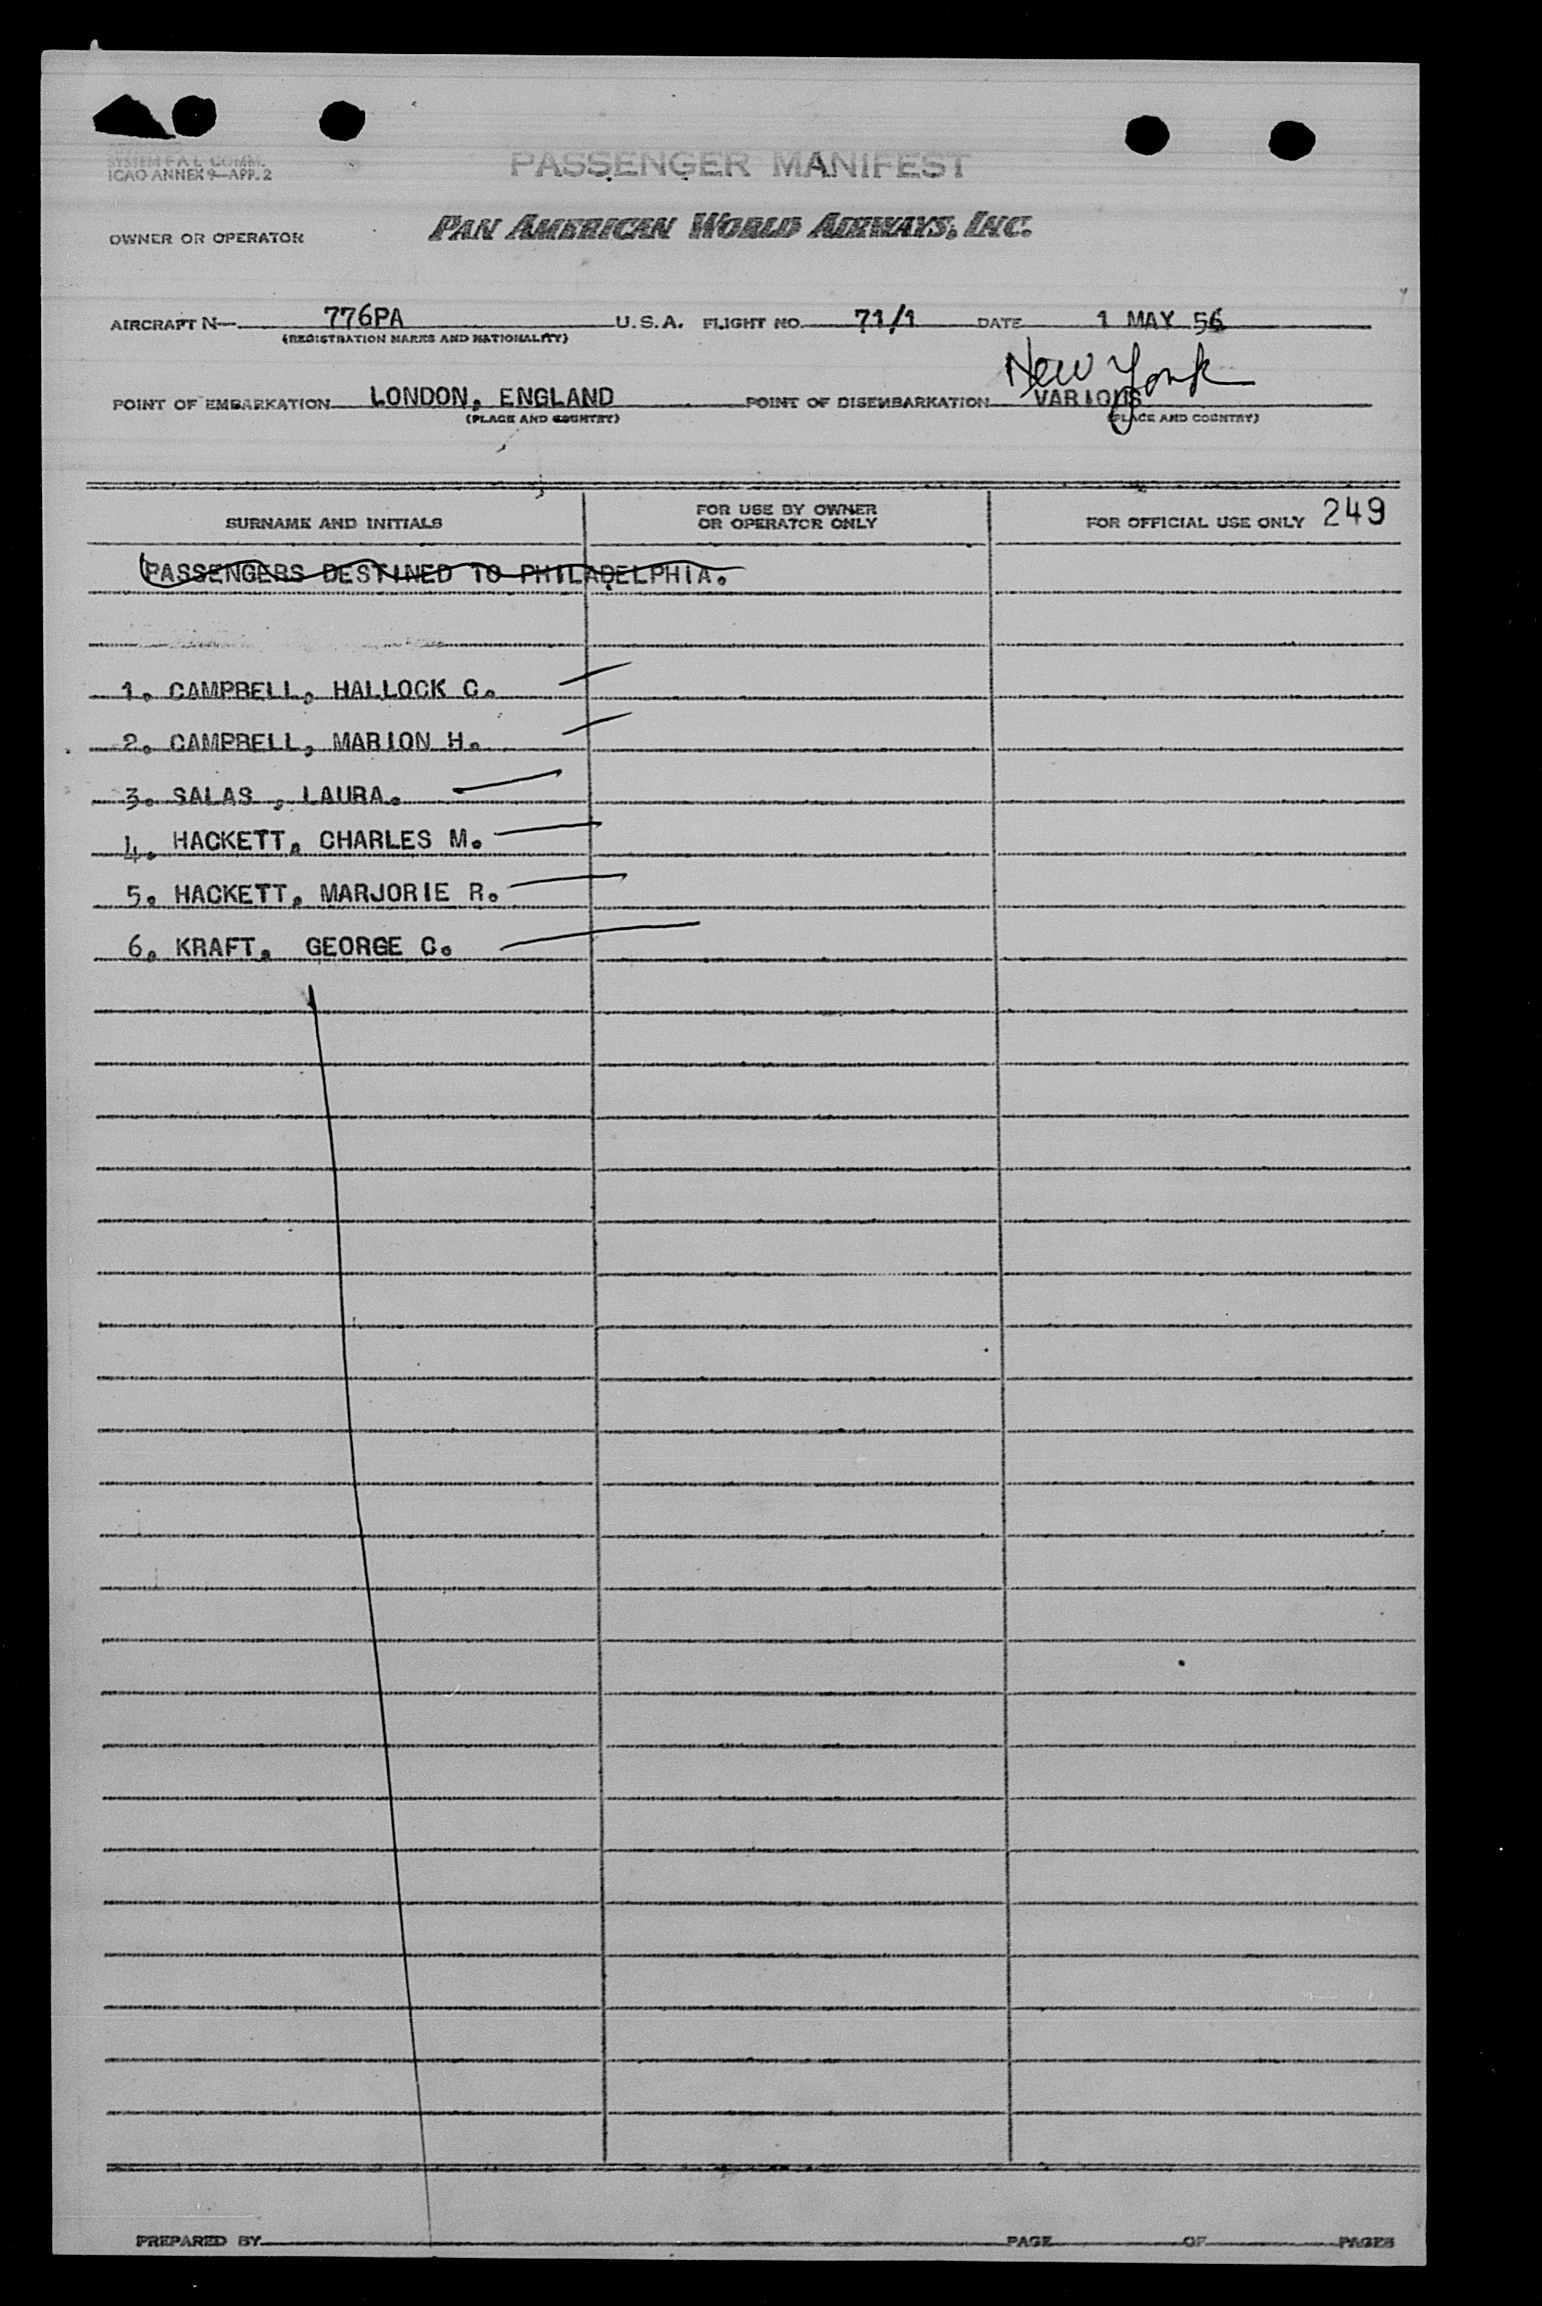 SYSTEM F.A.L. COMM.
ICAO ANNEX 9—APP. 2
PASSENGER MANIFEST
OWNER OR OPERATOR PAN AMERICAN WORLD AIRWAYS, INC.
AIRCRAFT N— 776PA U.S.A. FLIGHT NO. 71/1 DATE 1 MAY 56
(REGISTRATION MARKS AND NATIONALITY)
New York
POINT OF EMBARKATION LONDON, ENGLAND POINT OF DISEMBARKATION VARIOUS
(PLACE AND COUNTRY) (PLACE AND COUNTRY)
SURNAME AND INITIALS FOR USE BY OWNER OR OPERATOR ONLY FOR OFFICIAL USE ONLY 249
PASSENGERS DESTINED TO PHILADELPHIA.
1. CAMPBELL, HALLOCK C.
2. CAMPBELL, MARION H.
3. SALAS , LAURA.
4. HACKETT, CHARLES M.
5. HACKETT, MARJORIE R.
6. KRAFT, GEORGE C.
PREPARED BY PAGE OF PAGES